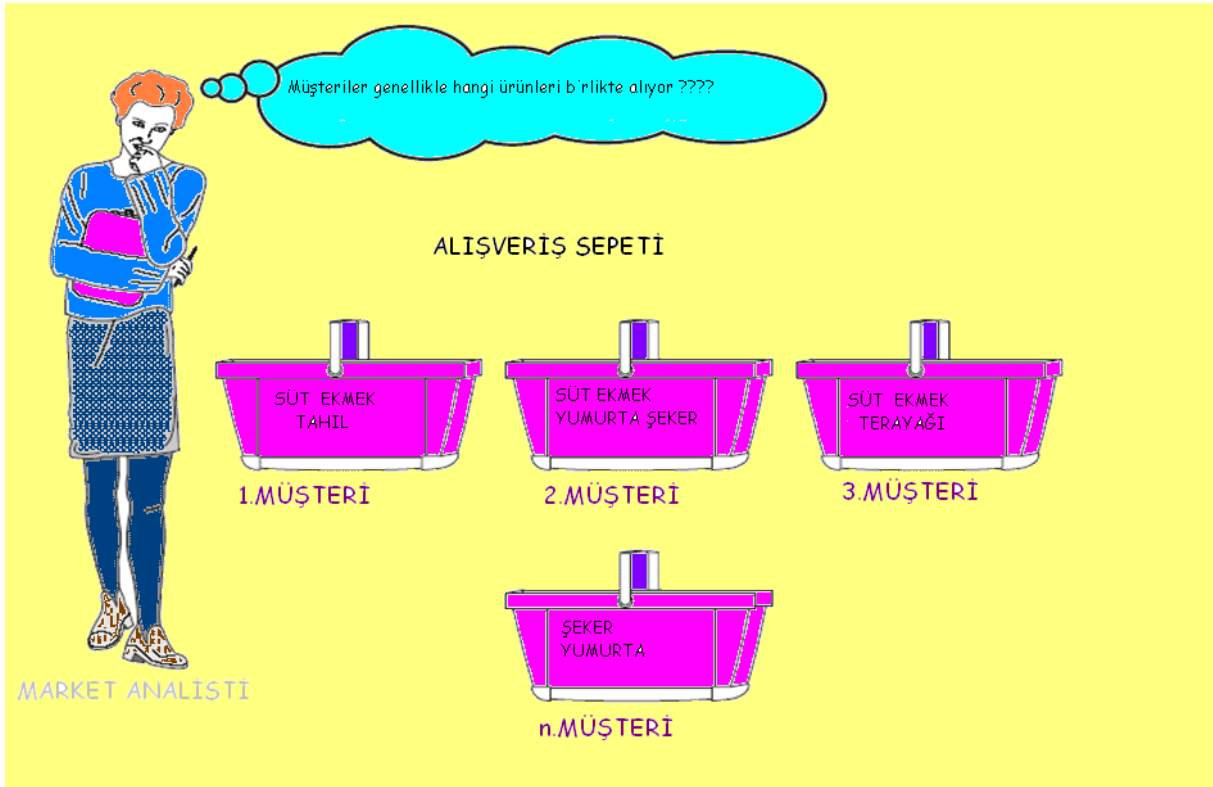 Müşteriler genellikle hangi ürünleri birlikte alıyor ????
ALIŞVERİŞ SEPETİ
SÜT EKMEK
TAHIL
SÜT EKMEK
YUMURTA ŞEKER
SÜT EKMEK
TERAYAĞI
1.MÜŞTERİ
2.MÜŞTERİ
3.MÜŞTERİ
ŞEKER
YUMURTA
MARKET ANALİSTİ
n.MÜŞTERİ